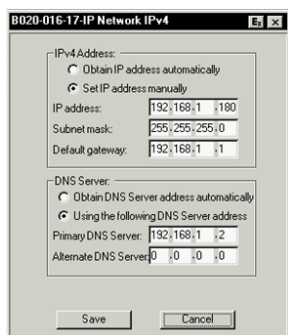 B020-016-17-IP Network IPv4
Ex
IPv4 Address:
Obtain IP address automatically
Set IP address manually
IP address: 192.168.1.180
Subnet mask: 255.255.255.0
Default gateway: 192.168.1.1
DNS Server:
Obtain DNS Server address automatically
Using the following DNS Server address
Primary DNS Server: 192.168.1.2
Alternate DNS Server: 0.0.0.0
Save Cancel